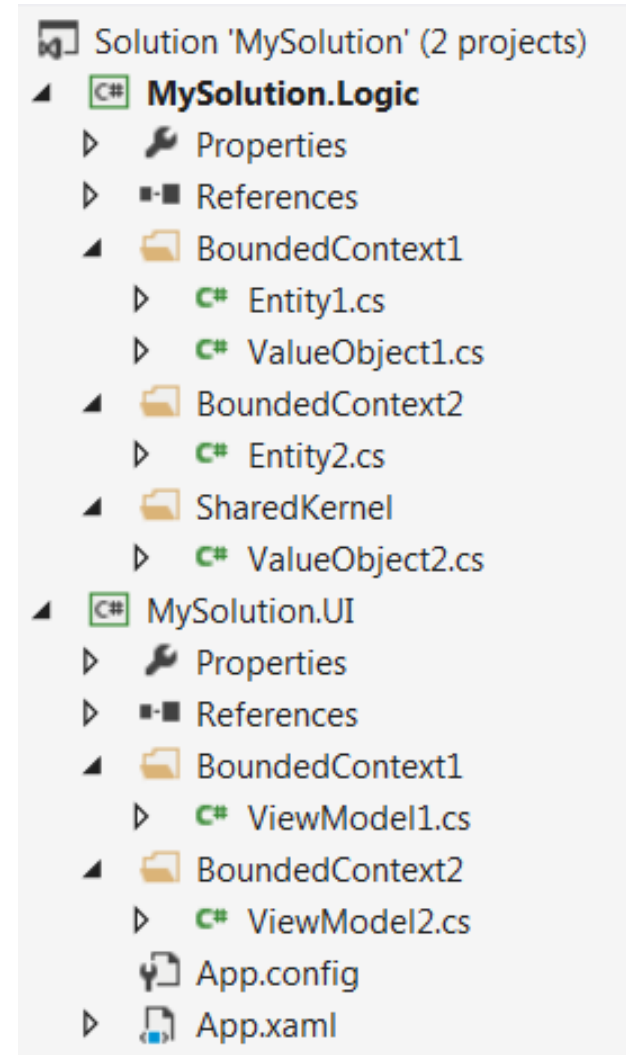 Solution 'MySolution' (2 projects)
C# MySolution.Logic
Properties
References
BoundedContext1
C# Entity1.cs
C# ValueObject1.cs
BoundedContext2
C# Entity2.cs
SharedKernel
C# ValueObject2.cs
C# MySolution.UI
Properties
References
BoundedContext1
C# ViewModel1.cs
BoundedContext2
C# ViewModel2.cs
App.config
App.xaml